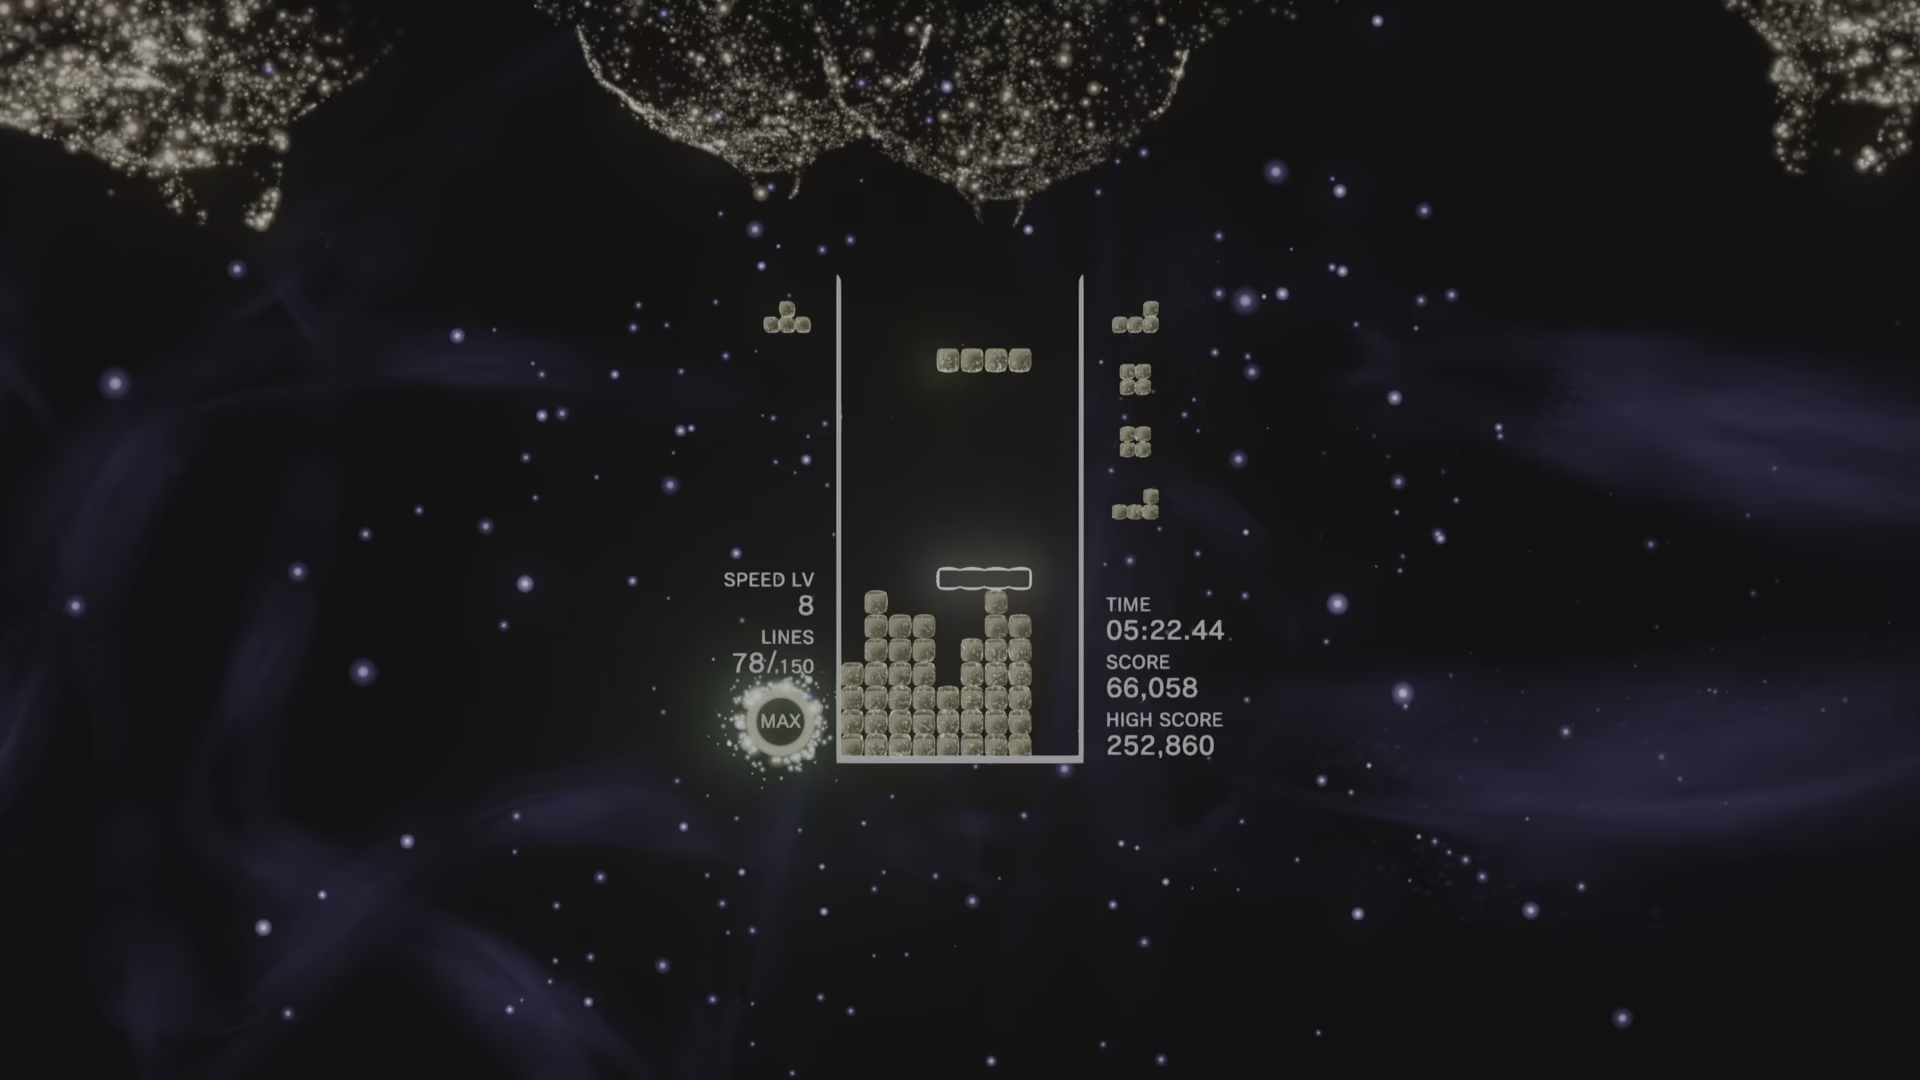 SPEED LV
8
LINES
78/150
MAX
TIME
05:22.44
SCORE
66,058
HIGH SCORE
252,860